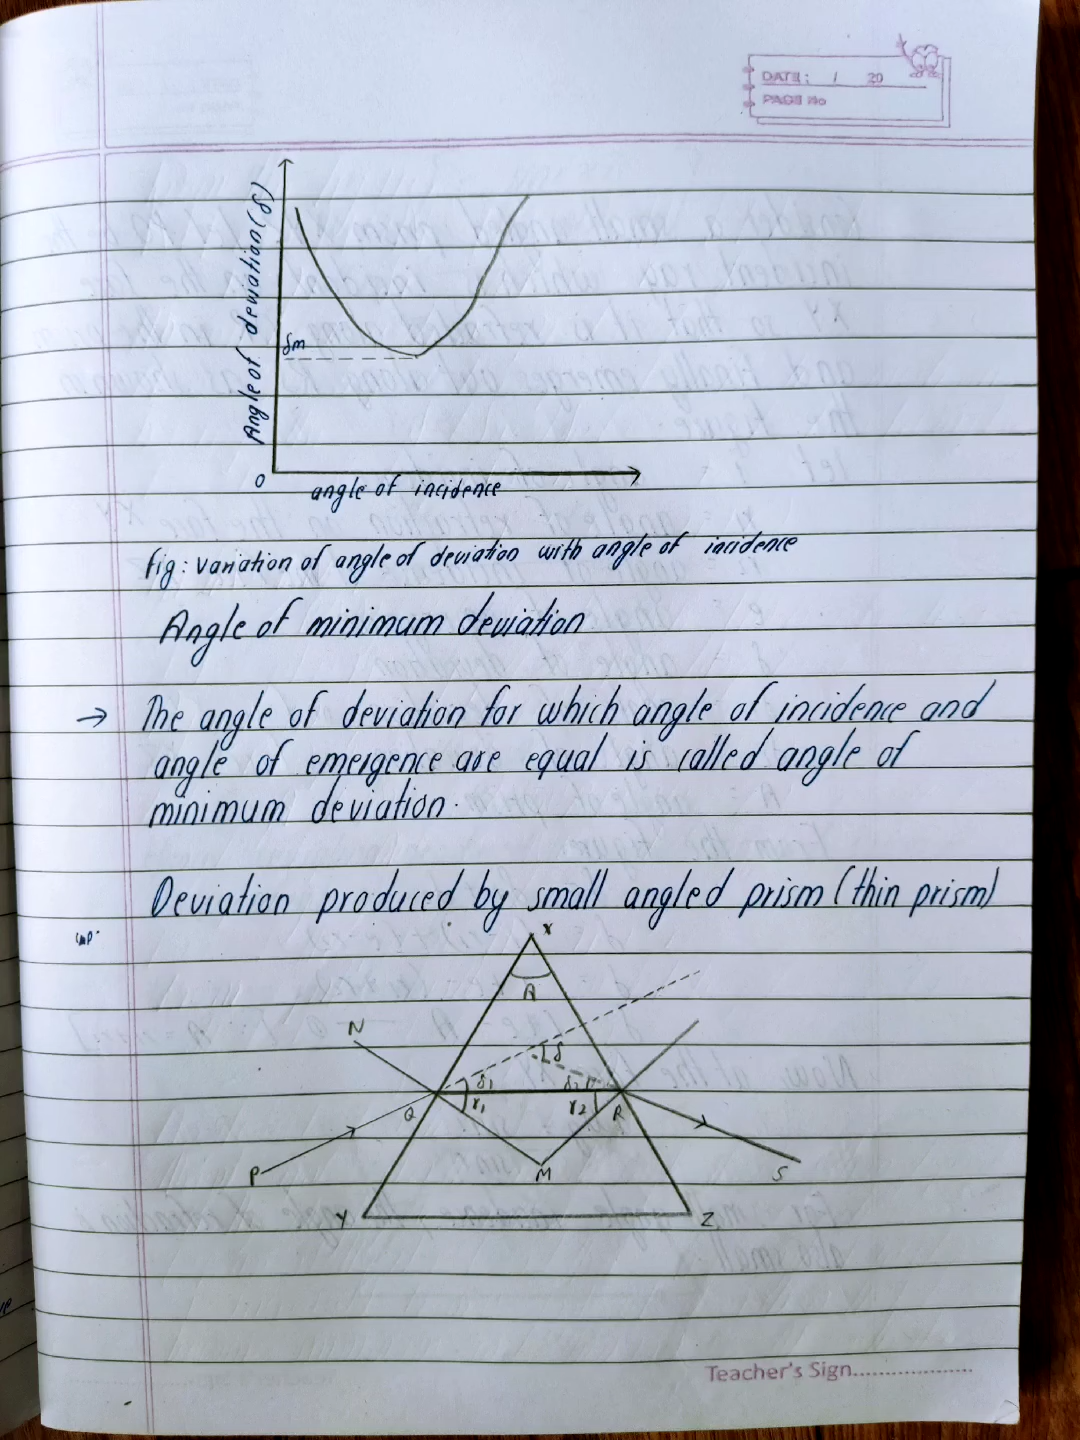 DATE: / 20
PAGE No
Angle of deviation (δ)
δm
O
angle of incidence
Fig: Variation of angle of deviation with angle of incidence
Angle of minimum deviation
→ The angle of deviation for which angle of incidence and
angle of emergence are equal is called angle of
minimum deviation.
Deviation produced by small angled prism (thin prism)
imp.
X
A
N
δ
δ1 δ2
Q r1 r2 R
P M S
Y Z
Teacher's Sign..................